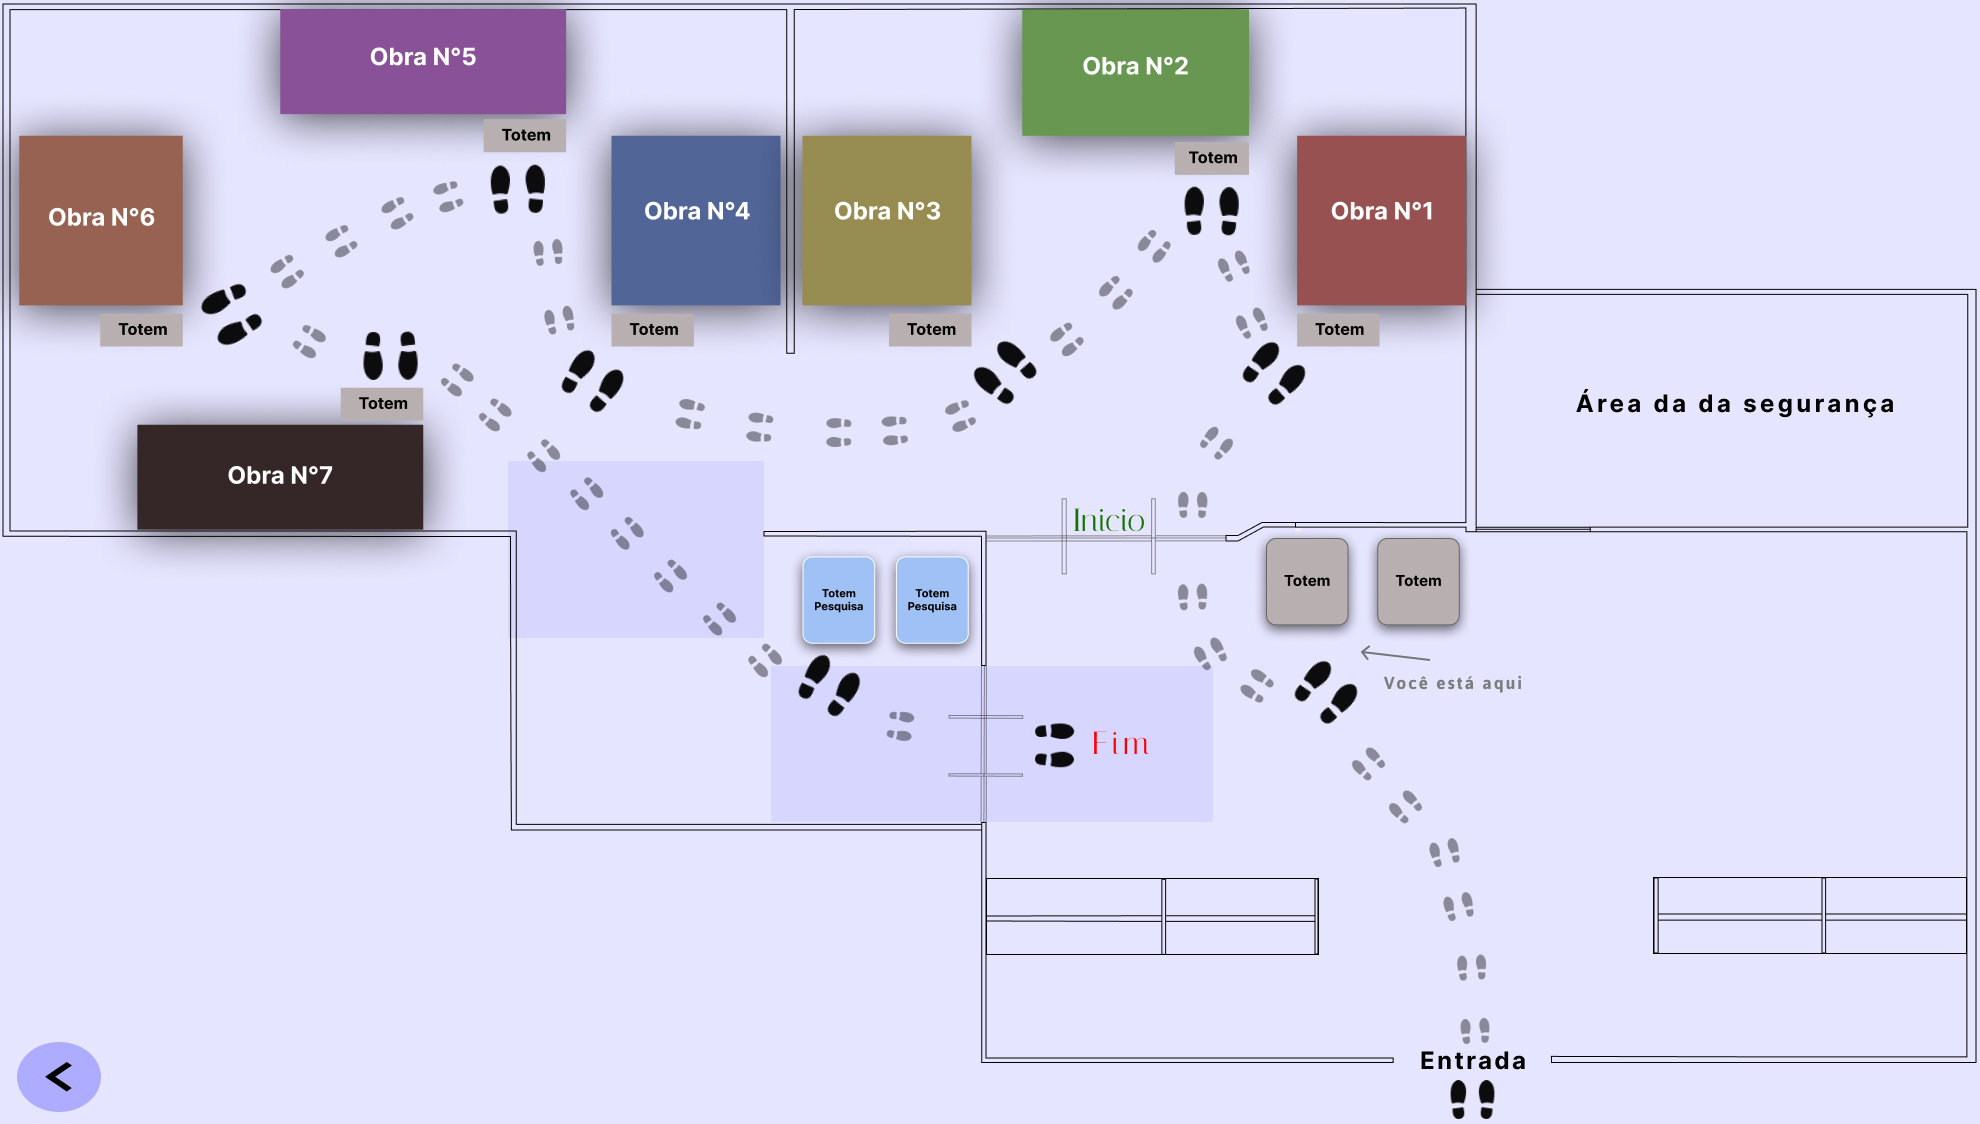 Obra N°5
Obra N°2
Totem
Totem
Obra N°6
Obra N°4
Obra N°3
Obra N°1
Totem
Totem
Totem
Totem
Totem
Área da da segurança
Obra N°7
Inicio
Totem
Pesquisa
Totem
Pesquisa
Totem
Totem
Você está aqui
Fim
Entrada
<